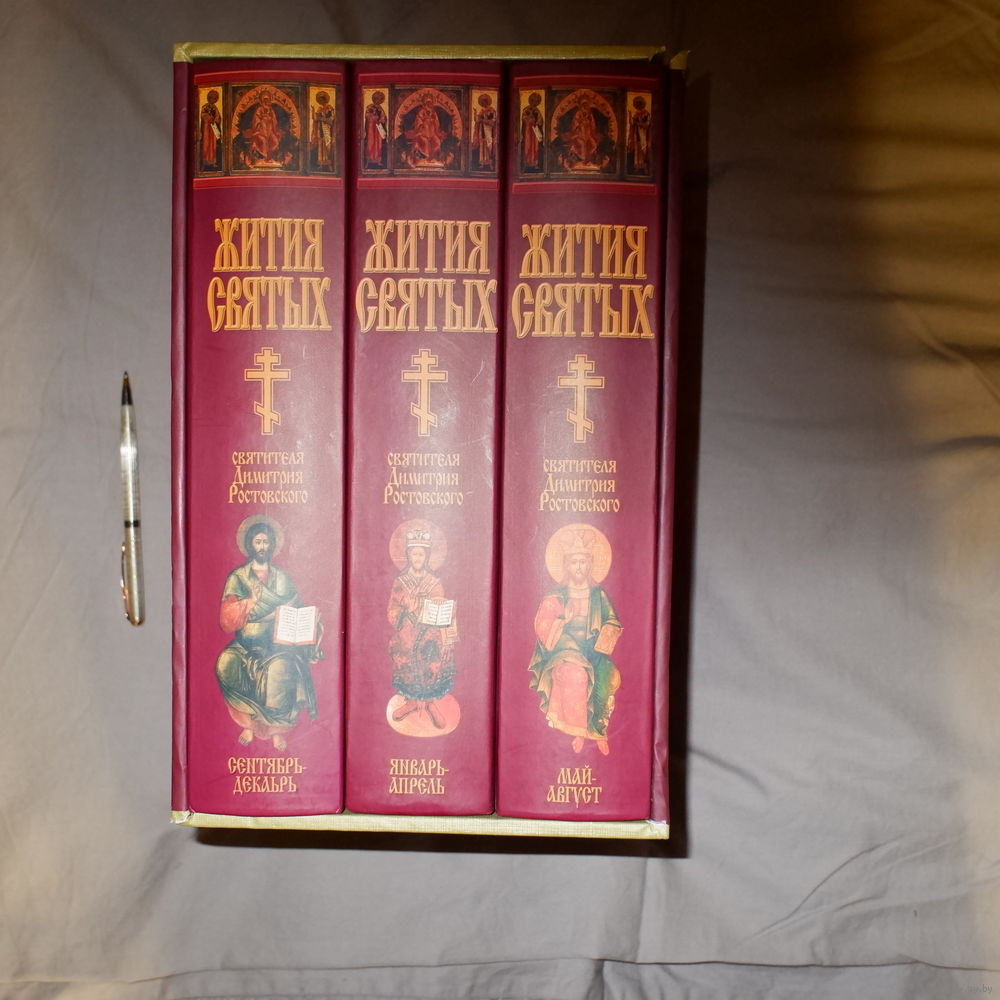 ЖИТИЯ
СВЯТЫХ
святителя
Димитрия
Ростовского
СЕНТЯБРЬ-
ДЕКАБРЬ
ЖИТИЯ
СВЯТЫХ
святителя
Димитрия
Ростовского
ЯНВАРЬ-
АПРЕЛЬ
ЖИТИЯ
СВЯТЫХ
святителя
Димитрия
Ростовского
МАЙ-
АВГУСТ